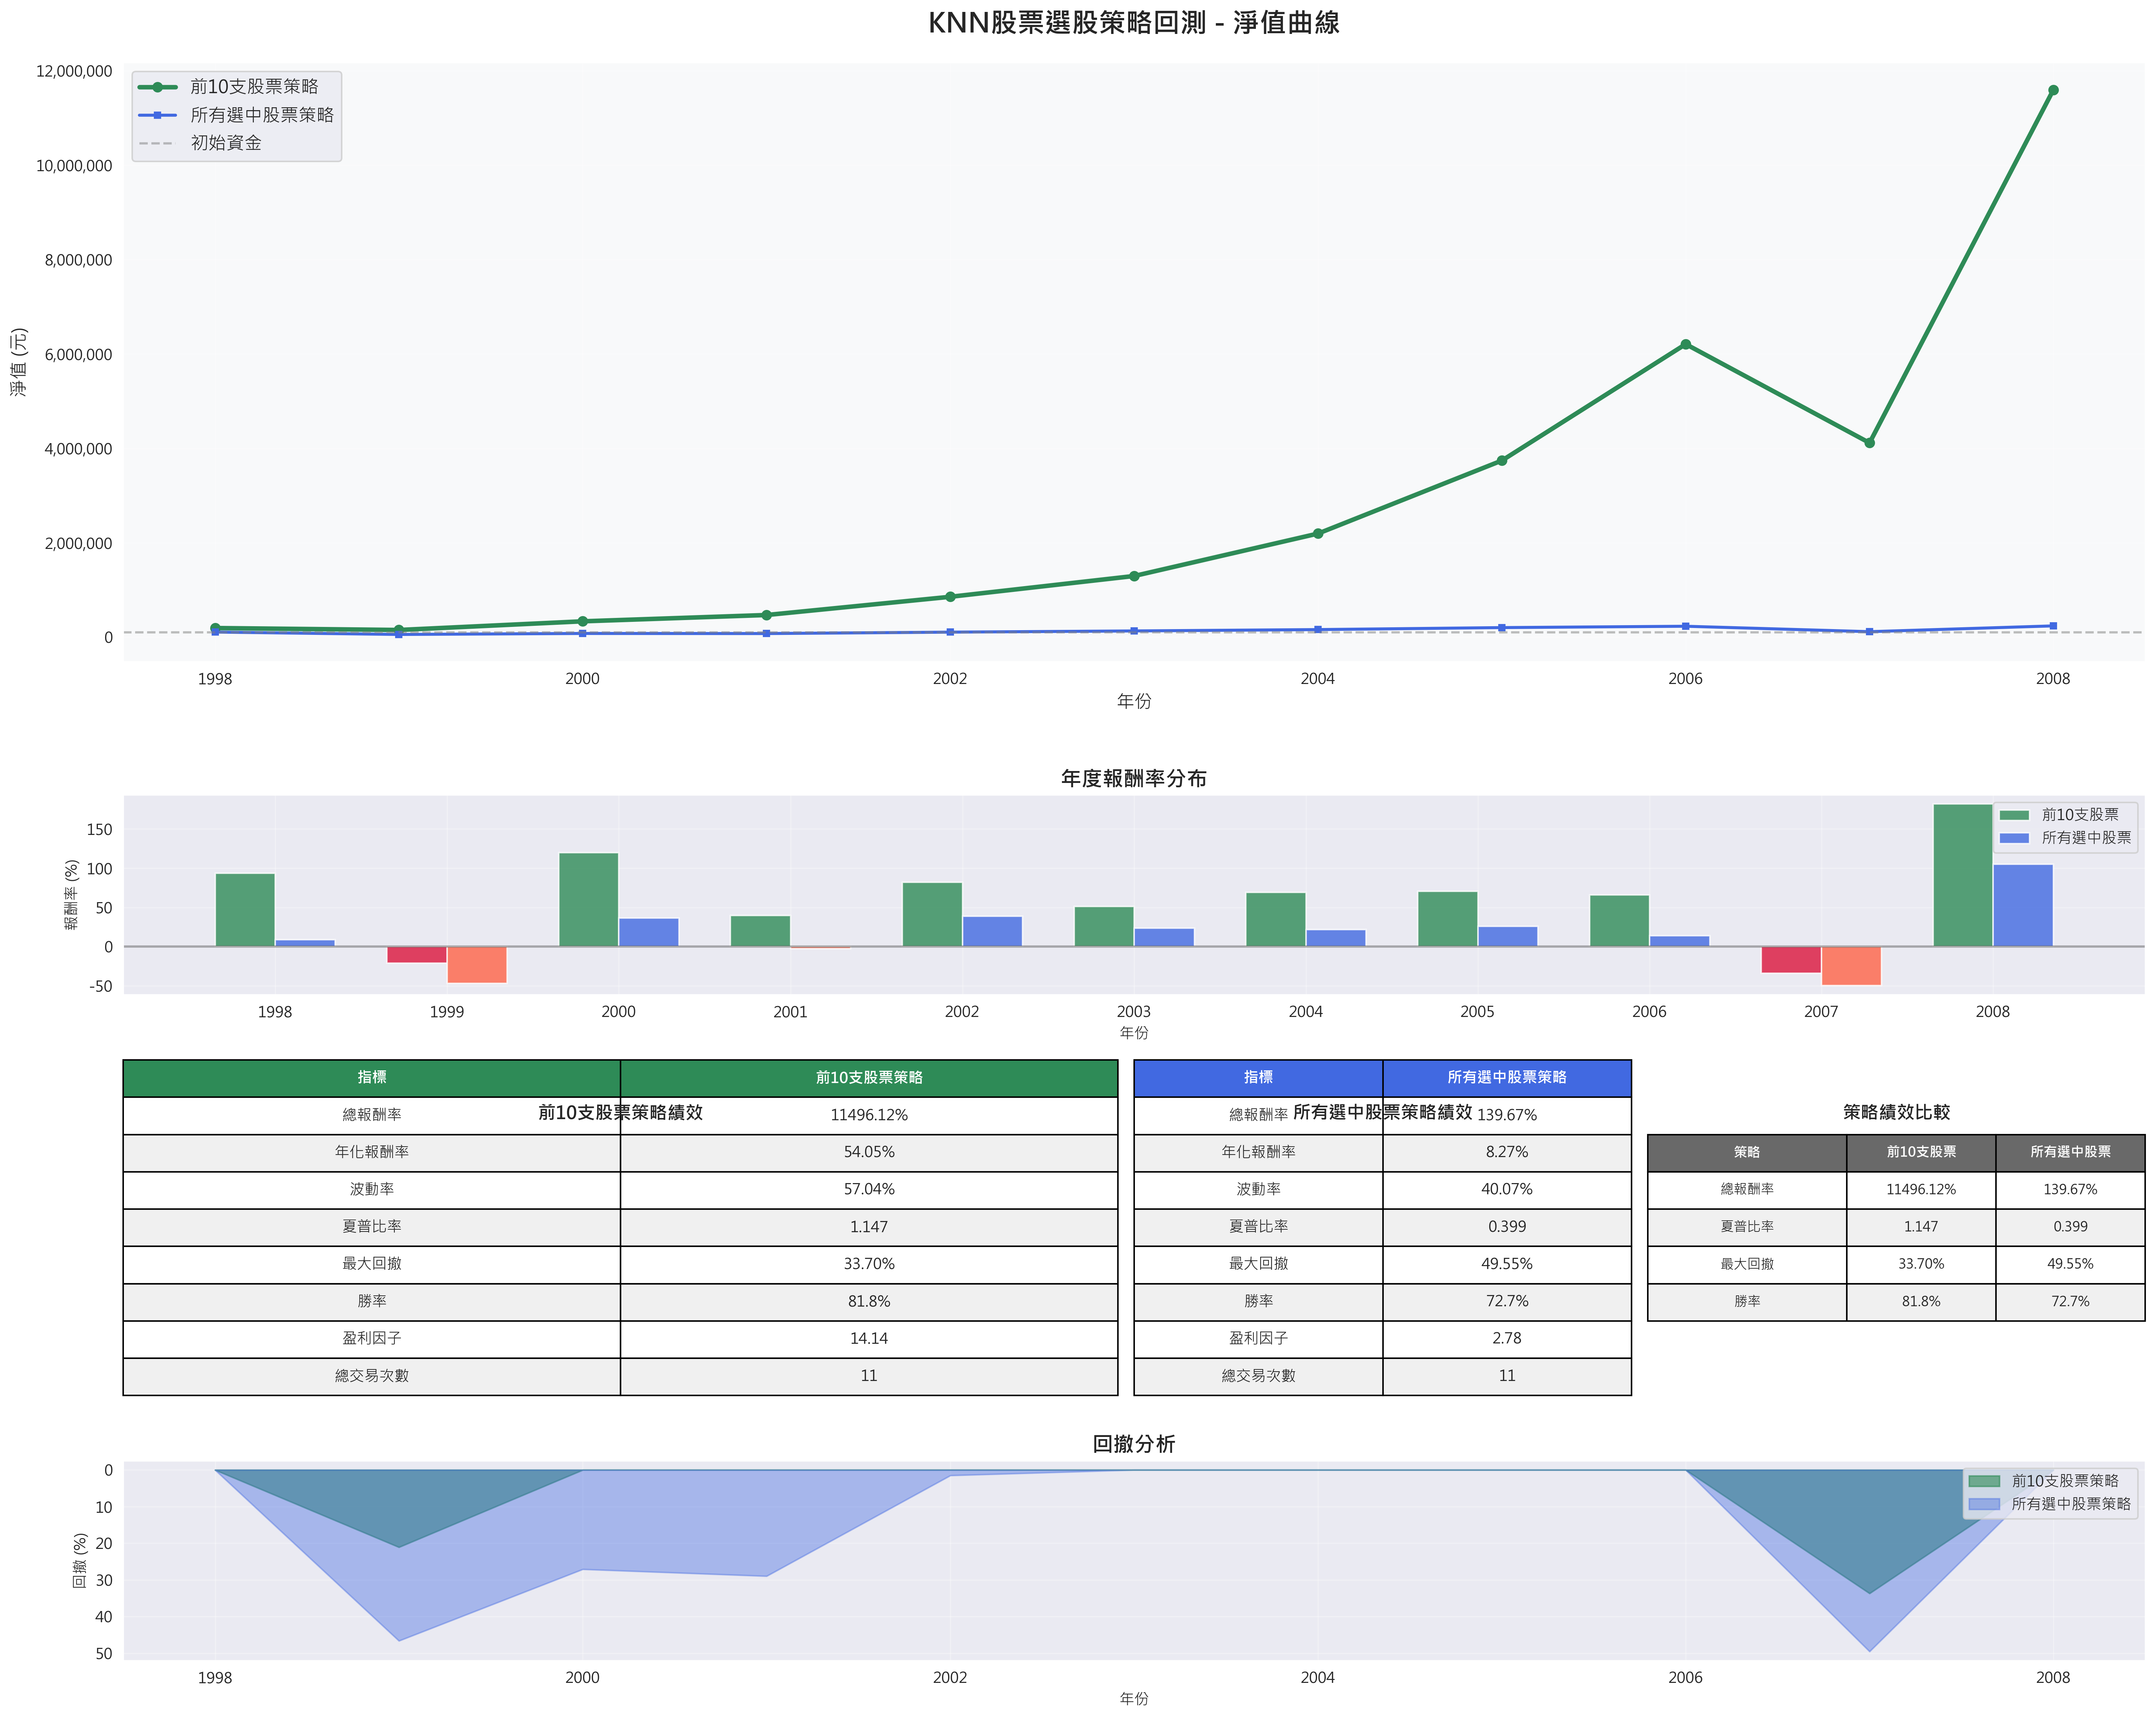 KNN股票選股策略回測 - 淨值曲線
12,000,000
10,000,000
8,000,000
6,000,000
4,000,000
2,000,000
0
淨值 (元)
前10支股票策略
所有選中股票策略
初始資金
1998 2000 2002 2004 2006 2008
年份
年度報酬率分布
150
100
50
0
-50
報酬率 (%)
前10支股票
所有選中股票
1998 1999 2000 2001 2002 2003 2004 2005 2006 2007 2008
年份
前10支股票策略績效
指標 前10支股票策略
總報酬率 11496.12%
年化報酬率 54.05%
波動率 57.04%
夏普比率 1.147
最大回撤 33.70%
勝率 81.8%
盈利因子 14.14
總交易次數 11
所有選中股票策略績效
指標 所有選中股票策略
總報酬率 139.67%
年化報酬率 8.27%
波動率 40.07%
夏普比率 0.399
最大回撤 49.55%
勝率 72.7%
盈利因子 2.78
總交易次數 11
策略績效比較
策略 前10支股票 所有選中股票
總報酬率 11496.12% 139.67%
夏普比率 1.147 0.399
最大回撤 33.70% 49.55%
勝率 81.8% 72.7%
回撤分析
0
10
20
30
40
50
回撤 (%)
前10支股票策略
所有選中股票策略
1998 2000 2002 2004 2006 2008
年份